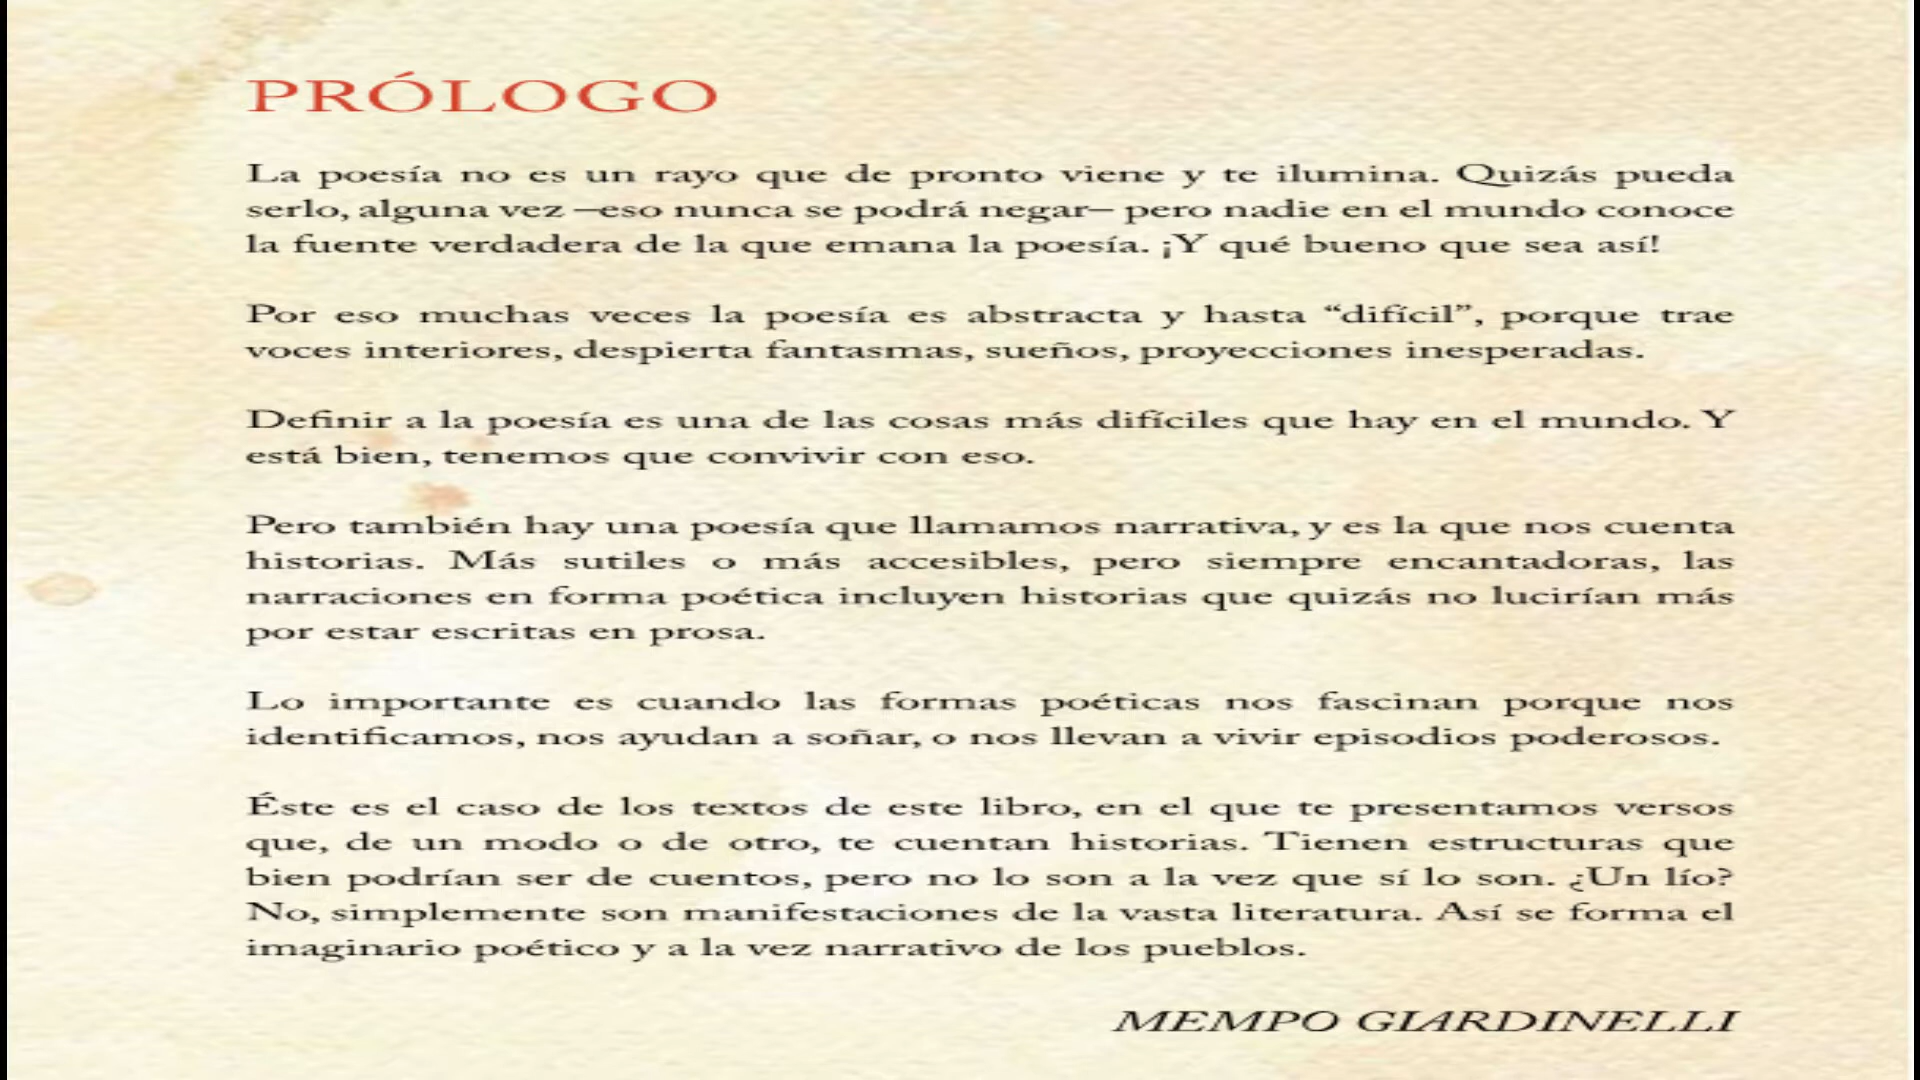 PRÓLOGO
La poesía no es un rayo que de pronto viene y te ilumina. Quizás pueda
serlo, alguna vez –eso nunca se podrá negar– pero nadie en el mundo conoce
la fuente verdadera de la que emana la poesía. ¡Y qué bueno que sea así!
Por eso muchas veces la poesía es abstracta y hasta “difícil”, porque trae
voces interiores, despierta fantasmas, sueños, proyecciones inesperadas.
Definir a la poesía es una de las cosas más difíciles que hay en el mundo. Y
está bien, tenemos que convivir con eso.
Pero también hay una poesía que llamamos narrativa, y es la que nos cuenta
historias. Más sutiles o más accesibles, pero siempre encantadoras, las
narraciones en forma poética incluyen historias que quizás no lucirían más
por estar escritas en prosa.
Lo importante es cuando las formas poéticas nos fascinan porque nos
identificamos, nos ayudan a soñar, o nos llevan a vivir episodios poderosos.
Éste es el caso de los textos de este libro, en el que te presentamos versos
que, de un modo o de otro, te cuentan historias. Tienen estructuras que
bien podrían ser de cuentos, pero no lo son a la vez que sí lo son. ¿Un lío?
No, simplemente son manifestaciones de la vasta literatura. Así se forma el
imaginario poético y a la vez narrativo de los pueblos.
MEMPO GIARDINELLI